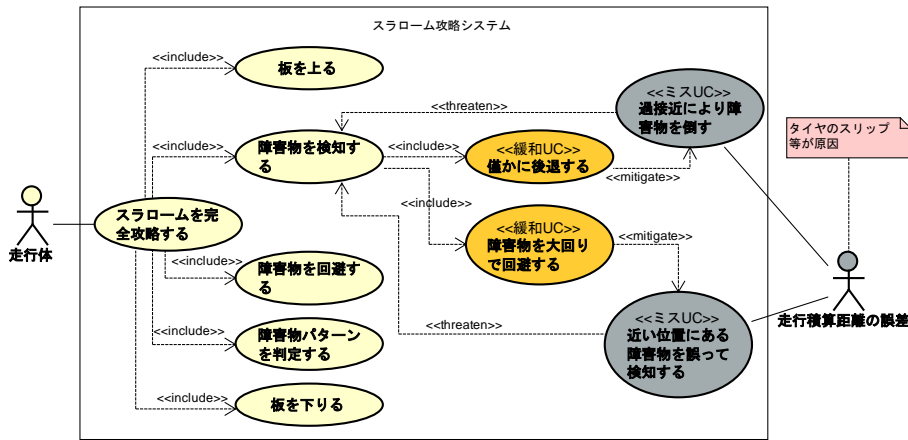 スラローム攻略システム
<<include>>
板を上る
<<threaten>>
<<ミスUC>>
過接近により障
害物を倒す
タイヤのスリップ
等が原因
<<include>>
障害物を検知す
る
<<include>>
<<緩和UC>>
僅かに後退する
<<mitigate>>
走行体
スラロームを完
全攻略する
<<include>>
<<緩和UC>>
障害物を大回り
で回避する
<<mitigate>>
<<include>>
障害物を回避す
る
走行積算距離の誤差
<<threaten>>
<<ミスUC>>
近い位置にある
障害物を誤って
検知する
<<include>>
障害物パターン
を判定する
<<include>>
板を下りる